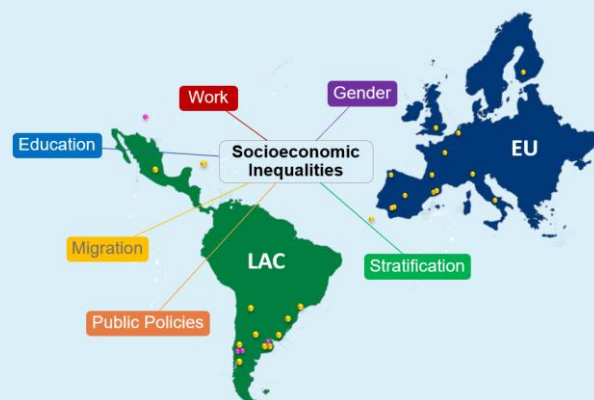 Work
Gender
Education
Socioeconomic
Inequalities
EU
Migration
LAC
Stratification
Public Policies